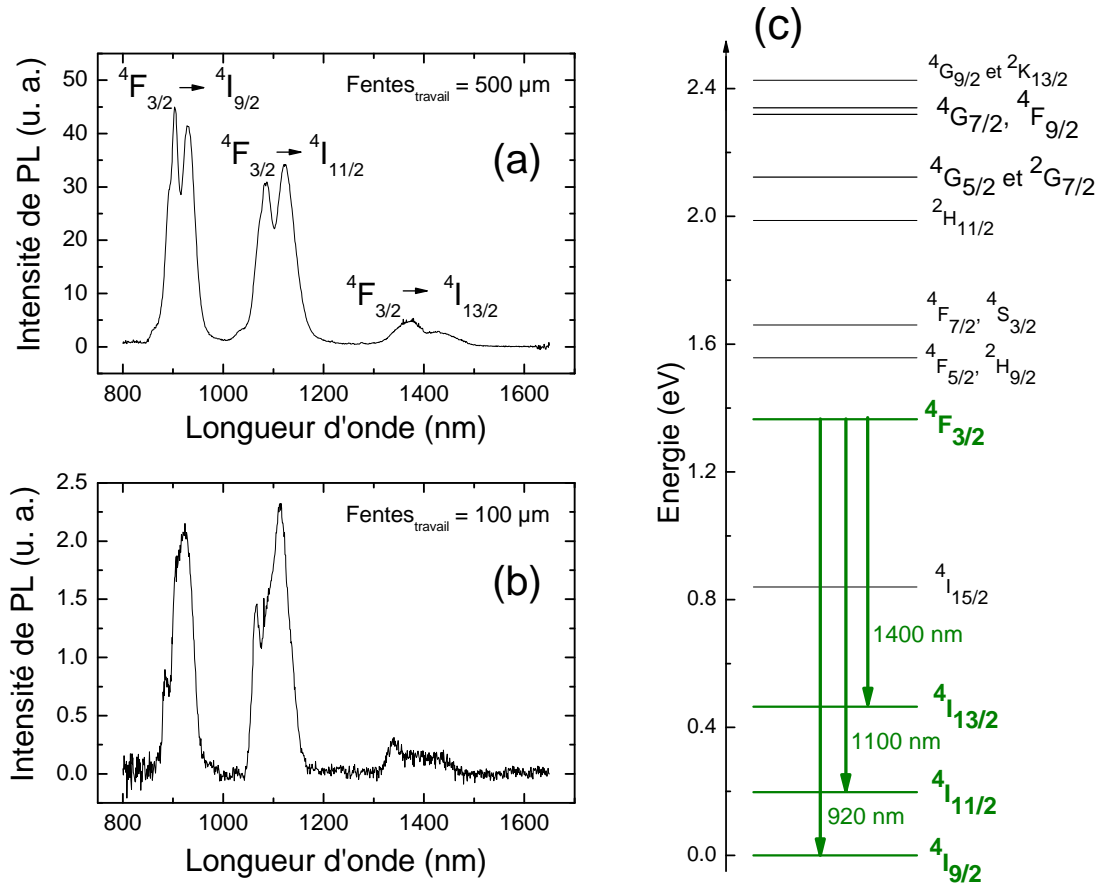 (a)
Fentes_travail = 500 µm
⁴F₃/₂ → ⁴I₉/₂
⁴F₃/₂ → ⁴I₁₁/₂
⁴F₃/₂ → ⁴I₁₃/₂
Intensité de PL (u. a.)
50
40
30
20
10
0
800 1000 1200 1400 1600
Longueur d'onde (nm)
(b)
Fentes_travail = 100 µm
Intensité de PL (u. a.)
2.5
2.0
1.5
1.0
0.5
0.0
800 1000 1200 1400 1600
Longueur d'onde (nm)
(c)
Energie (eV)
2.4
2.0
1.6
1.2
0.8
0.4
0.0
⁴G₉/₂ et ²K₁₃/₂
⁴G₇/₂, ⁴F₉/₂
⁴G₅/₂ et ²G₇/₂
²H₁₁/₂
⁴F₇/₂, ⁴S₃/₂
⁴F₅/₂, ²H₉/₂
⁴F₃/₂
⁴I₁₅/₂
1400 nm
⁴I₁₃/₂
1100 nm
⁴I₁₁/₂
920 nm
⁴I₉/₂